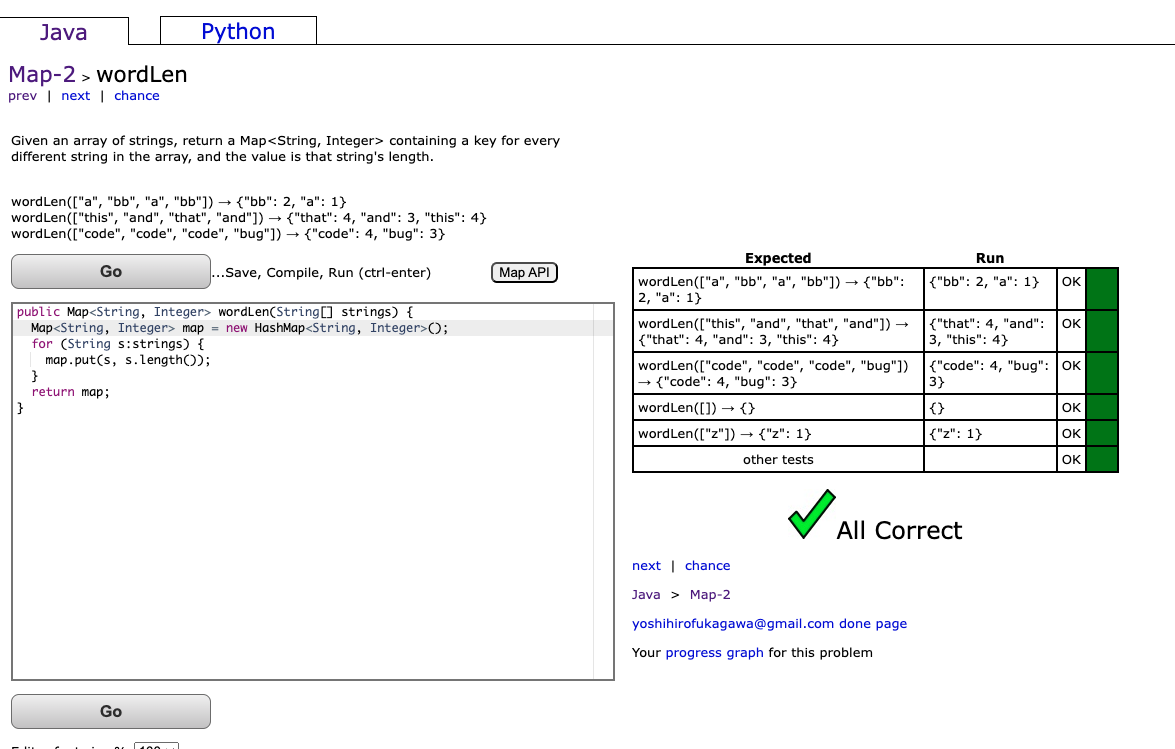 Java
Python
Map-2 > wordLen
prev | next | chance
Given an array of strings, return a Map<String, Integer> containing a key for every
different string in the array, and the value is that string's length.
wordLen(["a", "bb", "a", "bb"]) → {"bb": 2, "a": 1}
wordLen(["this", "and", "that", "and"]) → {"that": 4, "and": 3, "this": 4}
wordLen(["code", "code", "code", "bug"]) → {"code": 4, "bug": 3}
Go
...Save, Compile, Run (ctrl-enter)
Map API
public Map<String, Integer> wordLen(String[] strings) {
  Map<String, Integer> map = new HashMap<String, Integer>();
  for (String s:strings) {
    map.put(s, s.length());
  }
  return map;
}
Go
Expected Run
wordLen(["a", "bb", "a", "bb"]) → {"bb":
2, "a": 1}
{"bb": 2, "a": 1}
OK
wordLen(["this", "and", "that", "and"]) →
{"that": 4, "and": 3, "this": 4}
{"that": 4, "and":
3, "this": 4}
OK
wordLen(["code", "code", "code", "bug"])
→ {"code": 4, "bug": 3}
{"code": 4, "bug":
3}
OK
wordLen([]) → {}
{}
OK
wordLen(["z"]) → {"z": 1}
{"z": 1}
OK
other tests
OK
All Correct
next | chance
Java > Map-2
yoshihirofukagawa@gmail.com done page
Your progress graph for this problem